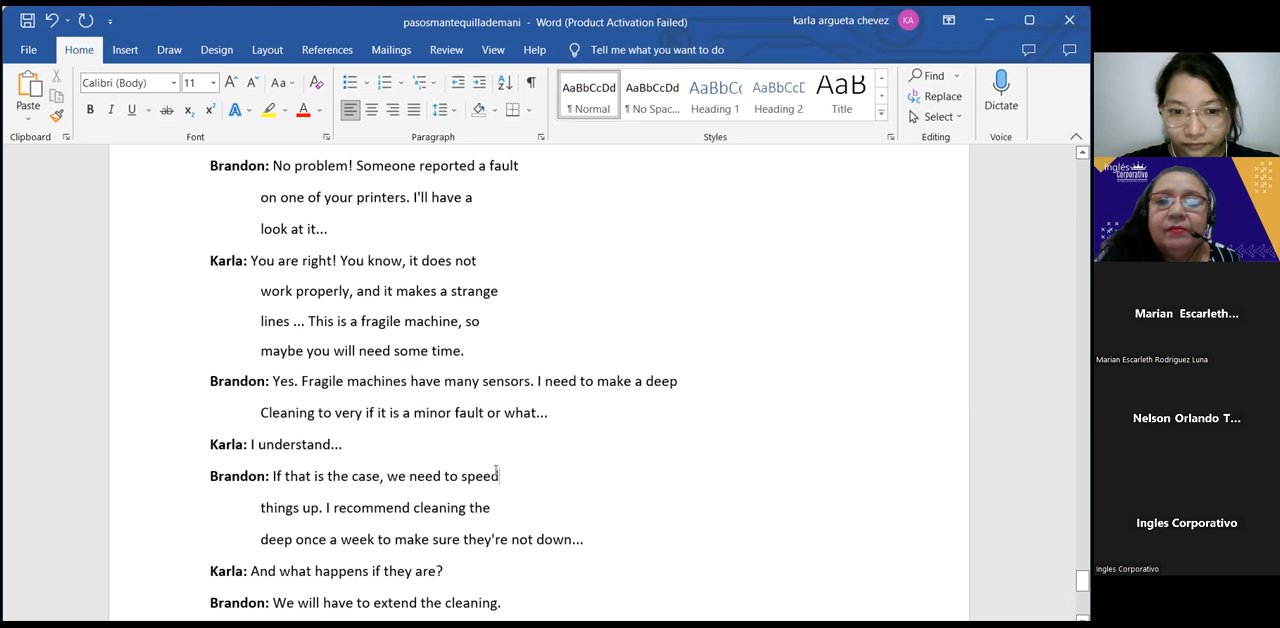 pasosmantequillademani - Word (Product Activation Failed)
karla argueta chevez
KA
File Home Insert Draw Design Layout References Mailings Review View Help Tell me what you want to do
Calibri (Body) 11 A A Aa A
Paste
B I U ab x₂ x² A A
AaBbCcDd AaBbCcDd AaBbCc AaBbCcD AaB
¶ Normal ¶ No Spac... Heading 1 Heading 2 Title
Find
Replace
Select
Dictate
Clipboard Font Paragraph Styles Editing Voice
Brandon: No problem! Someone reported a fault
on one of your printers. I'll have a
look at it...
Karla: You are right! You know, it does not
work properly, and it makes a strange
lines ... This is a fragile machine, so
maybe you will need some time.
Brandon: Yes. Fragile machines have many sensors. I need to make a deep
Cleaning to very if it is a minor fault or what...
Karla: I understand...
Brandon: If that is the case, we need to speed
things up. I recommend cleaning the
deep once a week to make sure they're not down...
Karla: And what happens if they are?
Brandon: We will have to extend the cleaning.
Inglés
Corporativo
Marian Escarleth...
Marian Escarleth Rodriguez Luna
Nelson Orlando T...
Ingles Corporativo
Ingles Corporativo